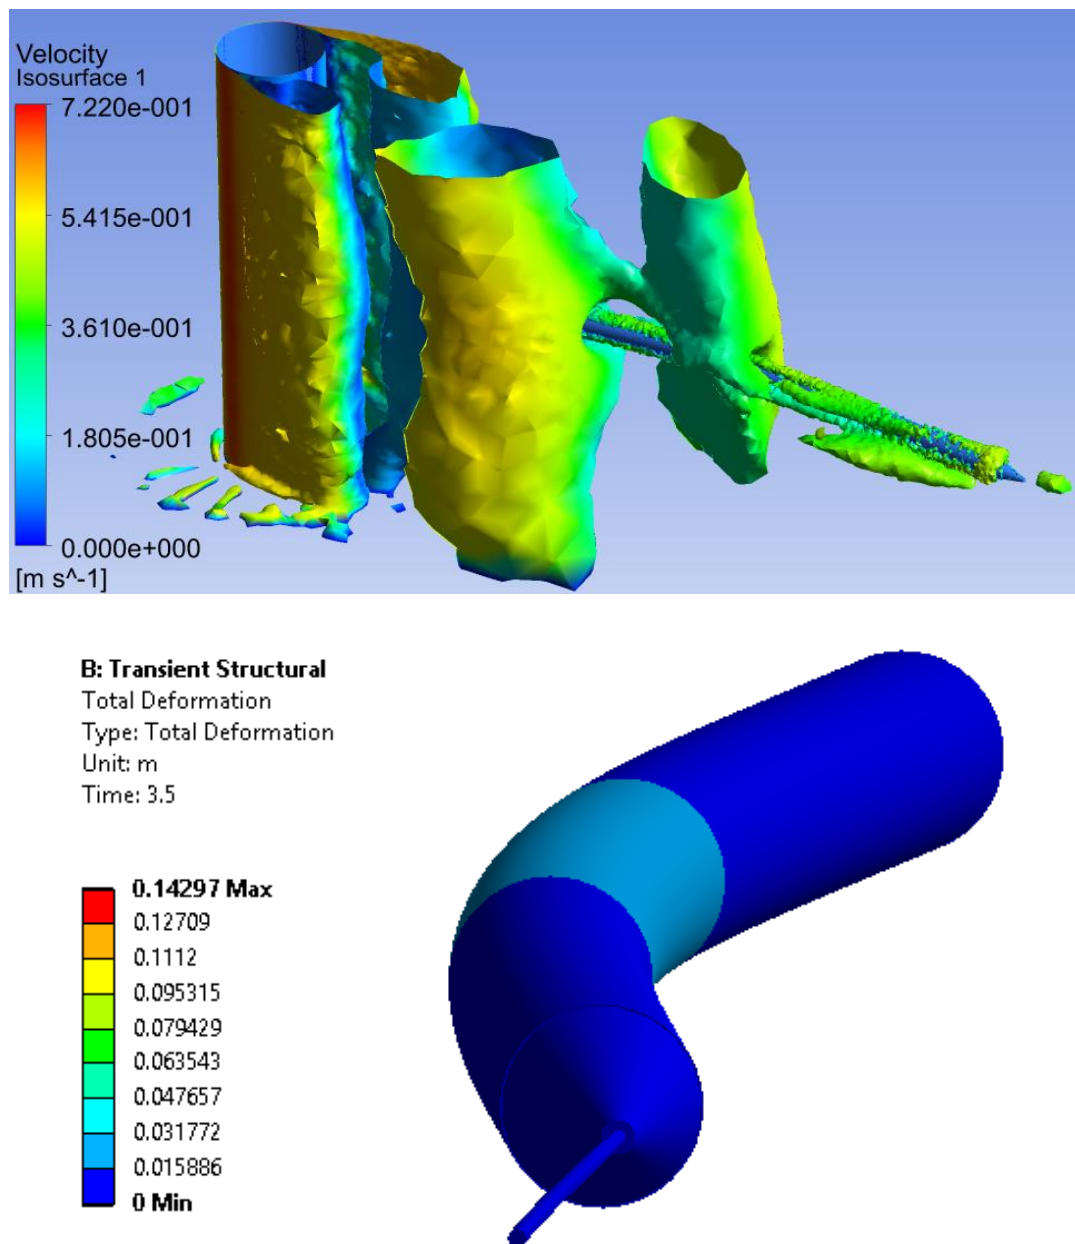 Velocity
Isosurface 1
7.220e-001
5.415e-001
3.610e-001
1.805e-001
0.000e+000
[m s^-1]
B: Transient Structural
Total Deformation
Type: Total Deformation
Unit: m
Time: 3.5
0.14297 Max
0.12709
0.1112
0.095315
0.079429
0.063543
0.047657
0.031772
0.015886
0 Min